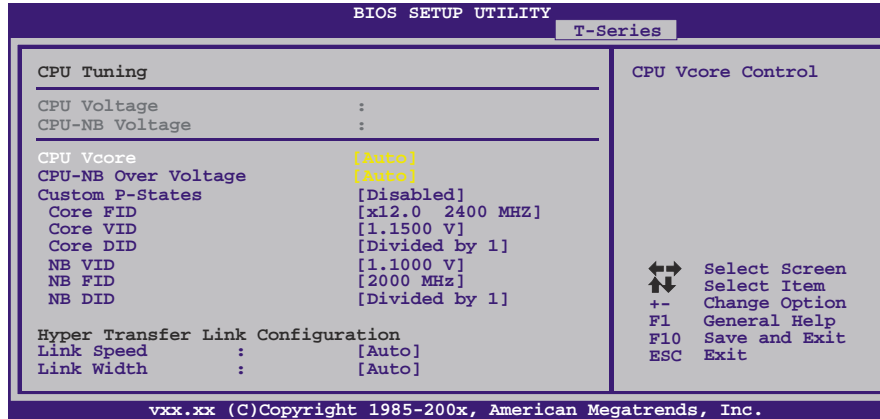 BIOS SETUP UTILITY
T-Series
CPU Tuning
CPU Voltage :
CPU-NB Voltage :
CPU Vcore [Auto]
CPU-NB Over Voltage [Auto]
Custom P-States [Disabled]
Core FID [x12.0 2400 MHZ]
Core VID [1.1500 V]
Core DID [Divided by 1]
NB VID [1.1000 V]
NB FID [2000 MHz]
NB DID [Divided by 1]
Hyper Transfer Link Configuration
Link Speed : [Auto]
Link Width : [Auto]
CPU Vcore Control
Select Screen
Select Item
+- Change Option
F1 General Help
F10 Save and Exit
ESC Exit
vxx.xx (C)Copyright 1985-200x, American Megatrends, Inc.